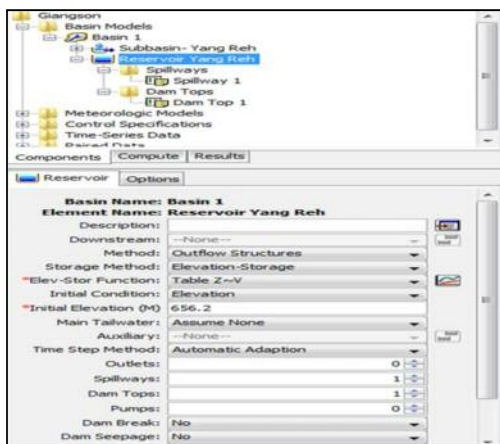 Giangson
Basin Models
Basin 1
Subbasin- Yang Reh
Reservoir Yang Reh
Spillways
Spillway 1
Dam Tops
Dam Top 1
Meteorologic Models
Control Specifications
Time-Series Data
Paired Data
Components Compute Results
Reservoir Options
Basin Name: Basin 1
Element Name: Reservoir Yang Reh
Description:
Downstream: --None--
Method: Outflow Structures
Storage Method: Elevation-Storage
*Elev-Stor Function: Table Z~V
Initial Condition: Elevation
*Initial Elevation (M) 656.2
Main Tailwater: Assume None
Auxiliary: --None--
Time Step Method: Automatic Adaption
Outlets: 0
Spillways: 1
Dam Tops: 1
Pumps: 0
Dam Break: No
Dam Seepage: No